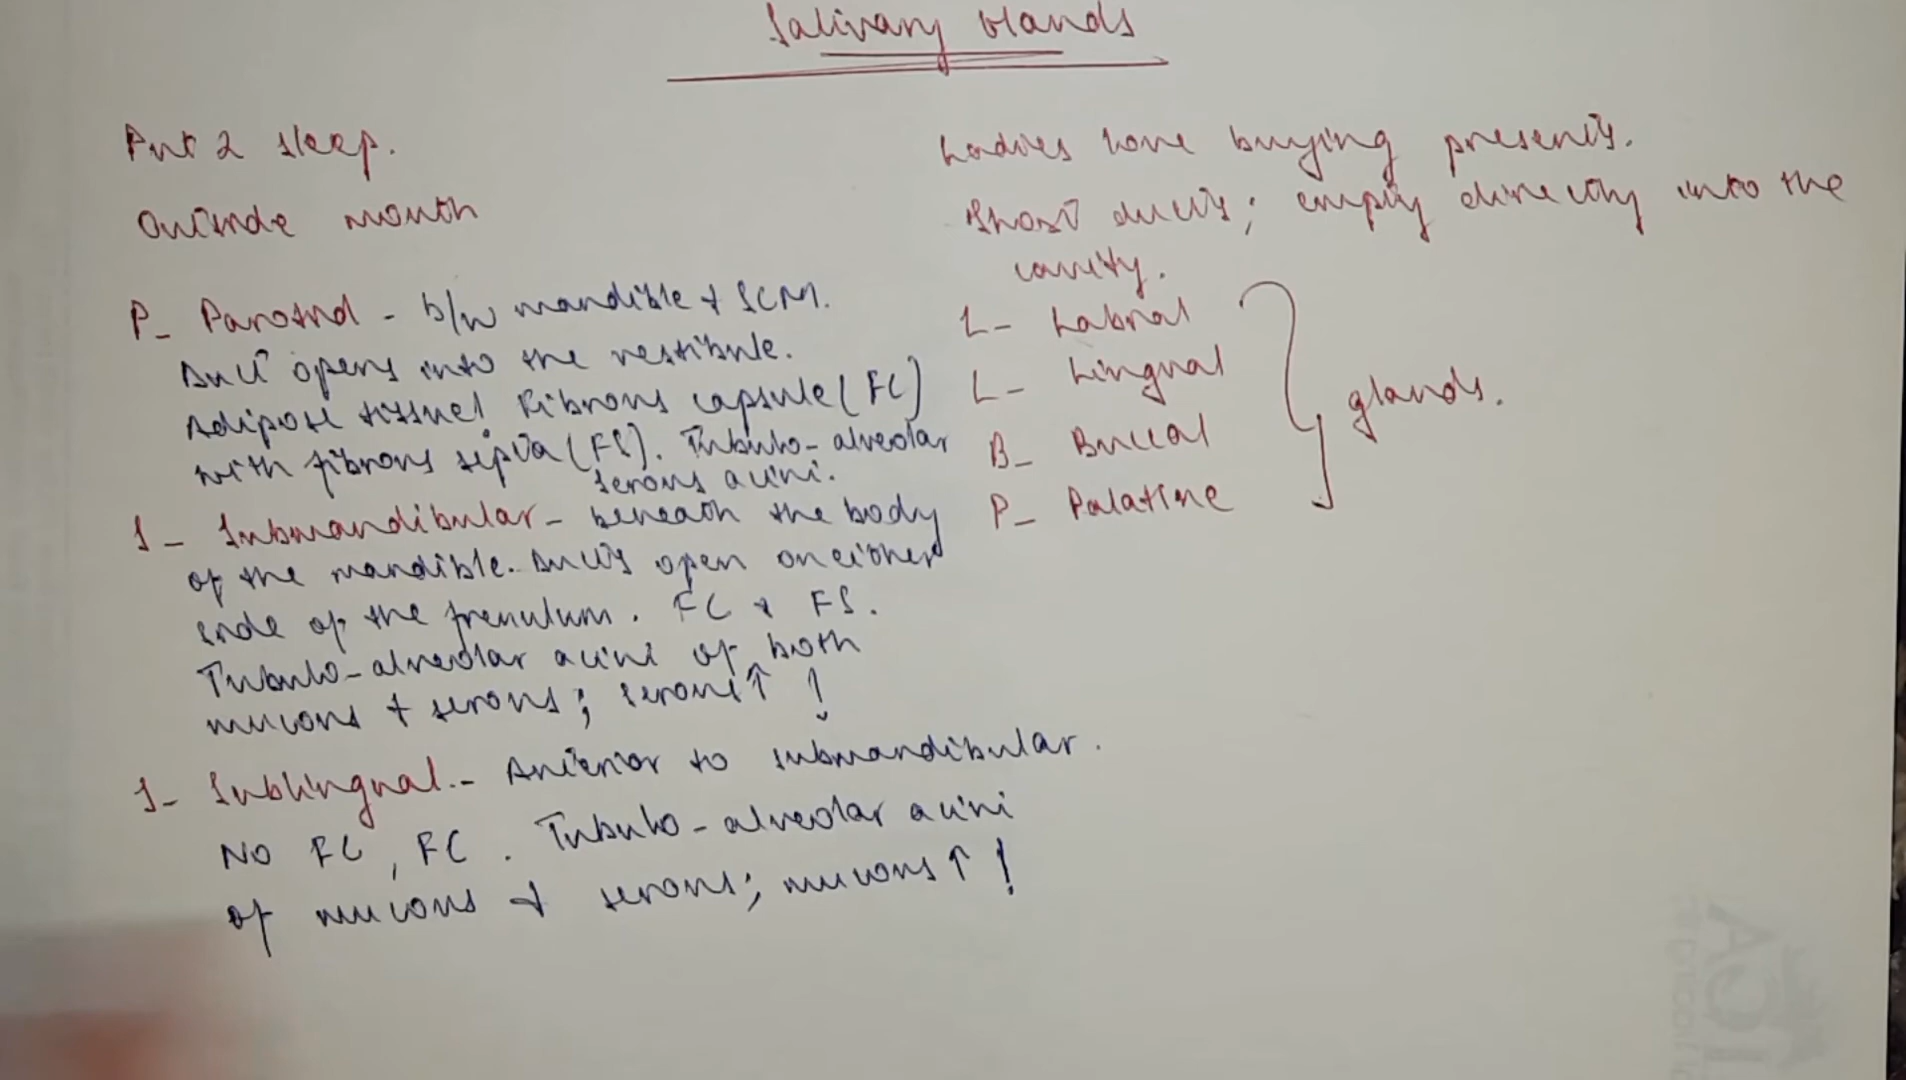 Salivary Glands
Put 2 sleep.
Outside mouth
P- Parotid - b/w mandible & SCM.
Duct opens into the vestibule.
Adipose tissue! Fibrous capsule (FC)
with fibrous septa (FS). Tubulo-alveolar
serous acini.
S- Submandibular - beneath the body
of the mandible. Ducts open on either
side of the frenulum. FC & FS.
Tubulo-alveolar acini of both
mucous & serous; serous ↑ !
S- Sublingual.- Anterior to submandibular.
No FC, FC. Tubulo-alveolar acini
of mucous & serous; mucous ↑ !
Ladies love buying presents.
Short ducts; empty directly into the
cavity.
L- Labial
L- Lingual
B- Buccal
P- Palatine
glands.